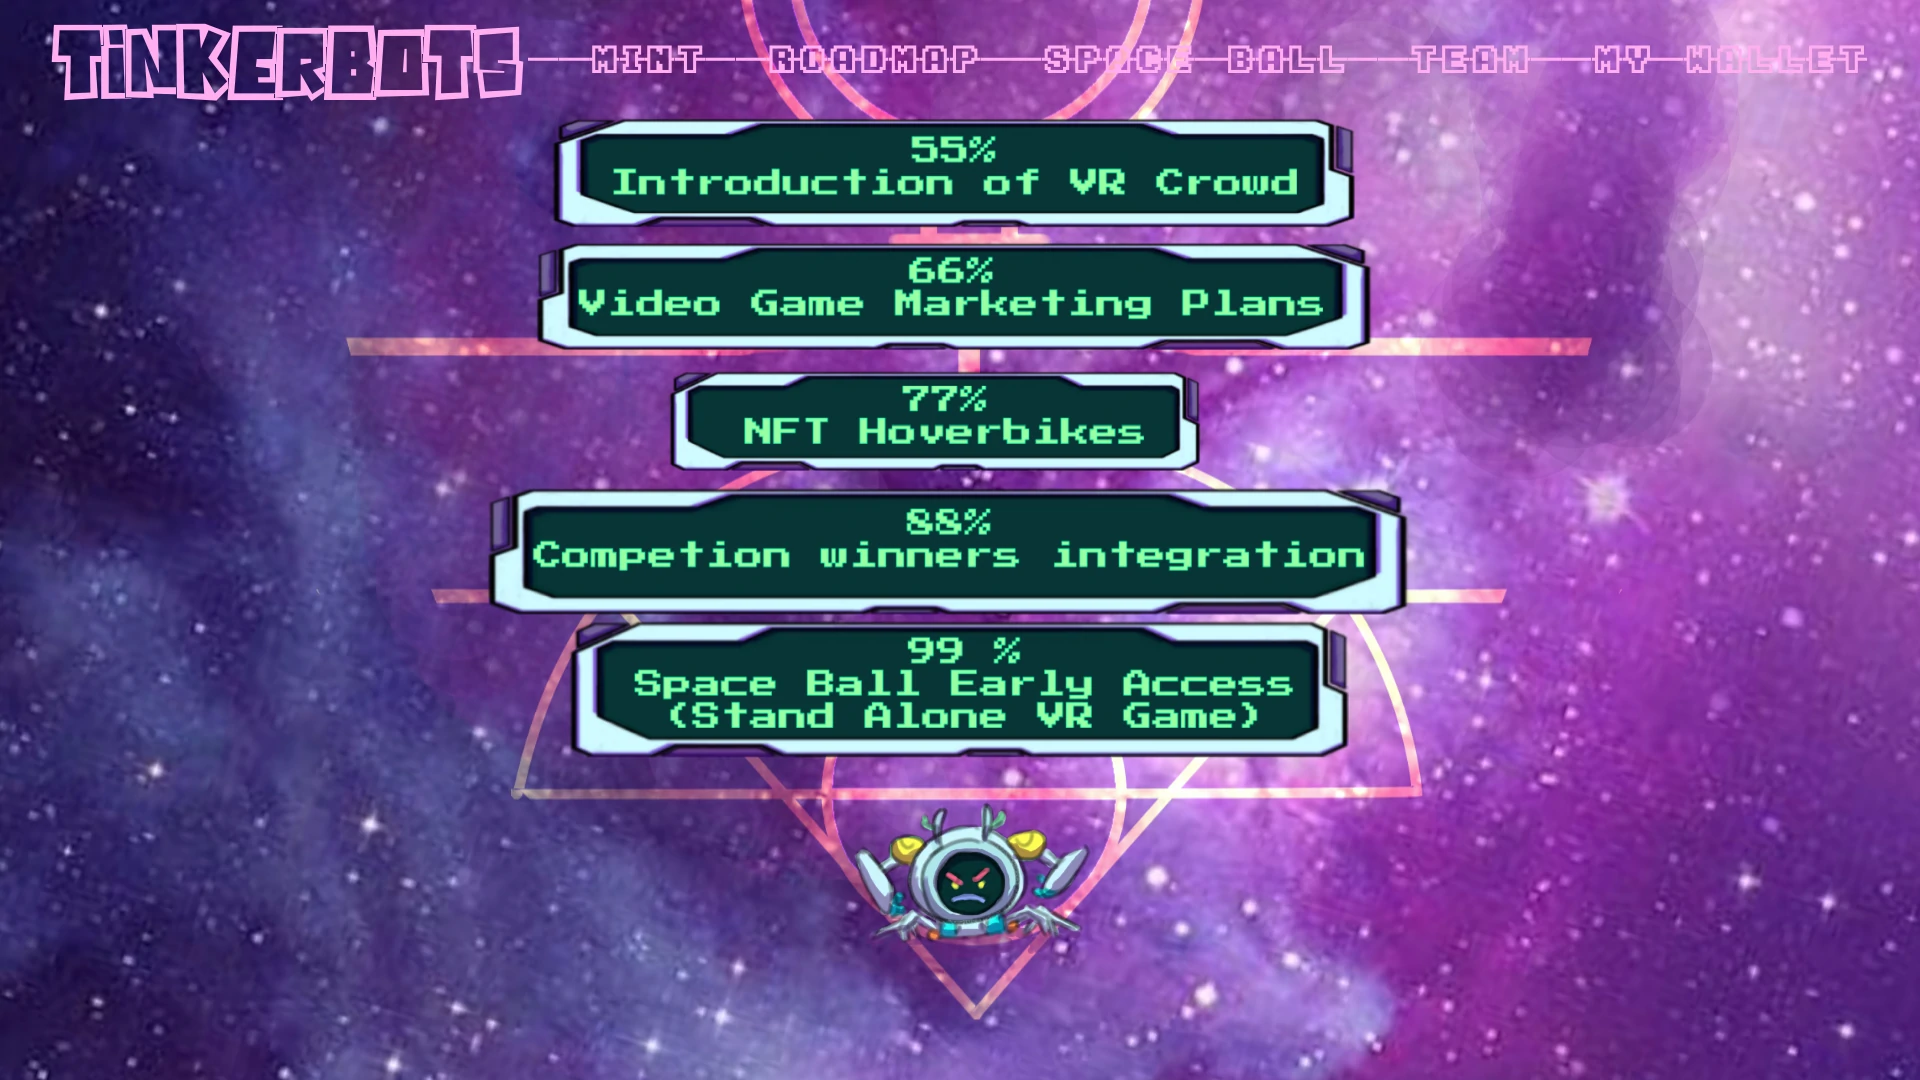 TiNKERBOTS MINT ROADMAP SPACE BALL TEAM MY WALLET
55%
Introduction of VR Crowd
66%
Video Game Marketing Plans
77%
NFT Hoverbikes
88%
Competion winners integration
99 %
Space Ball Early Access
(Stand Alone VR Game)